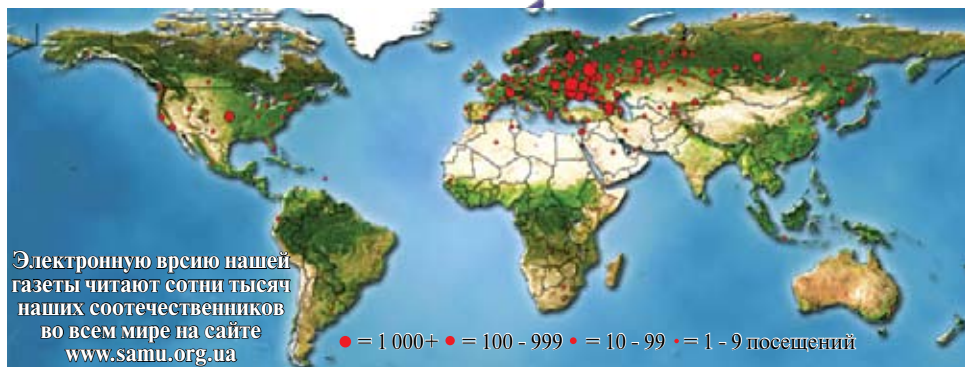 Электронную врсию нашей
газеты читают сотни тысяч
наших соотечественников
во всем мире на сайте
www.samu.org.ua
= 1 000+ = 100 - 999 = 10 - 99 = 1 - 9 посещений